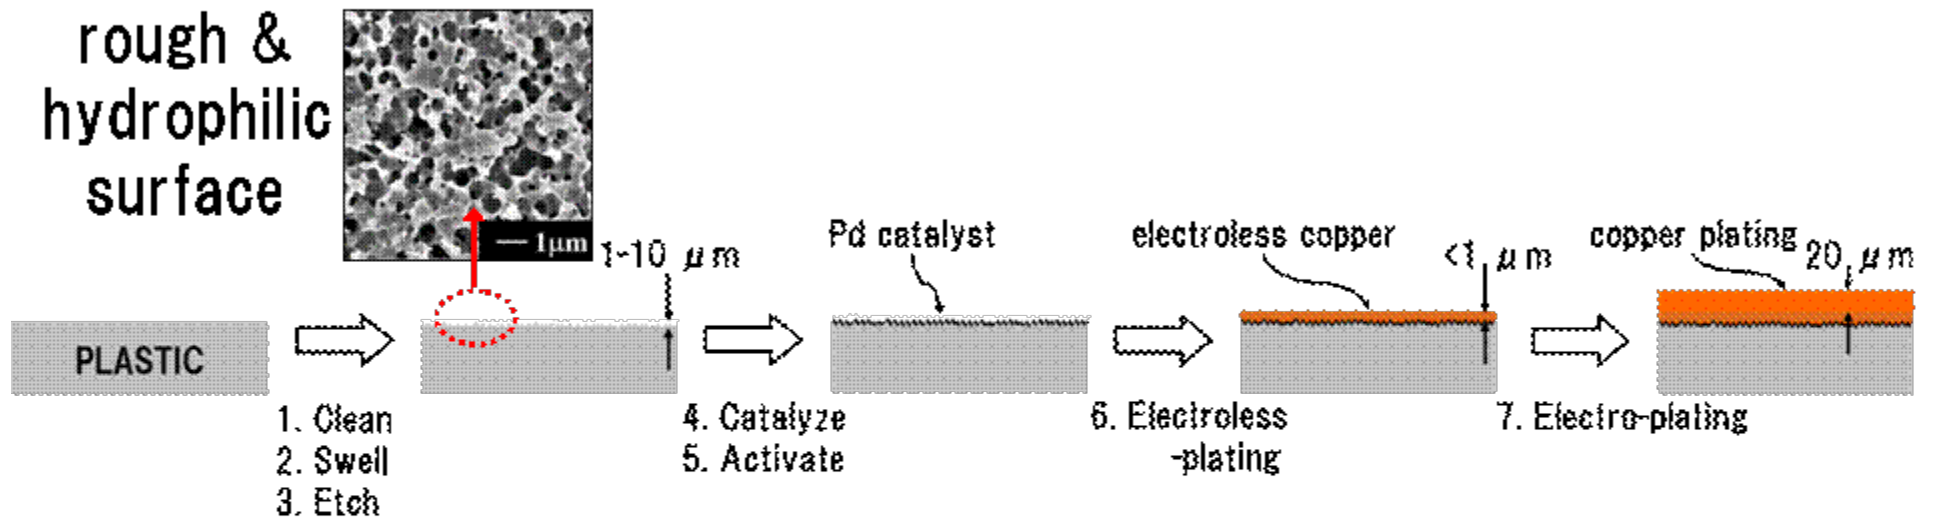 rough &
hydrophilic
surface
1μm
1-10 μm
Pd catalyst
electroless copper
<1 μm
copper plating
20 μm
PLASTIC
1. Clean
2. Swell
3. Etch
4. Catalyze
5. Activate
6. Electroless
-plating
7. Electro-plating